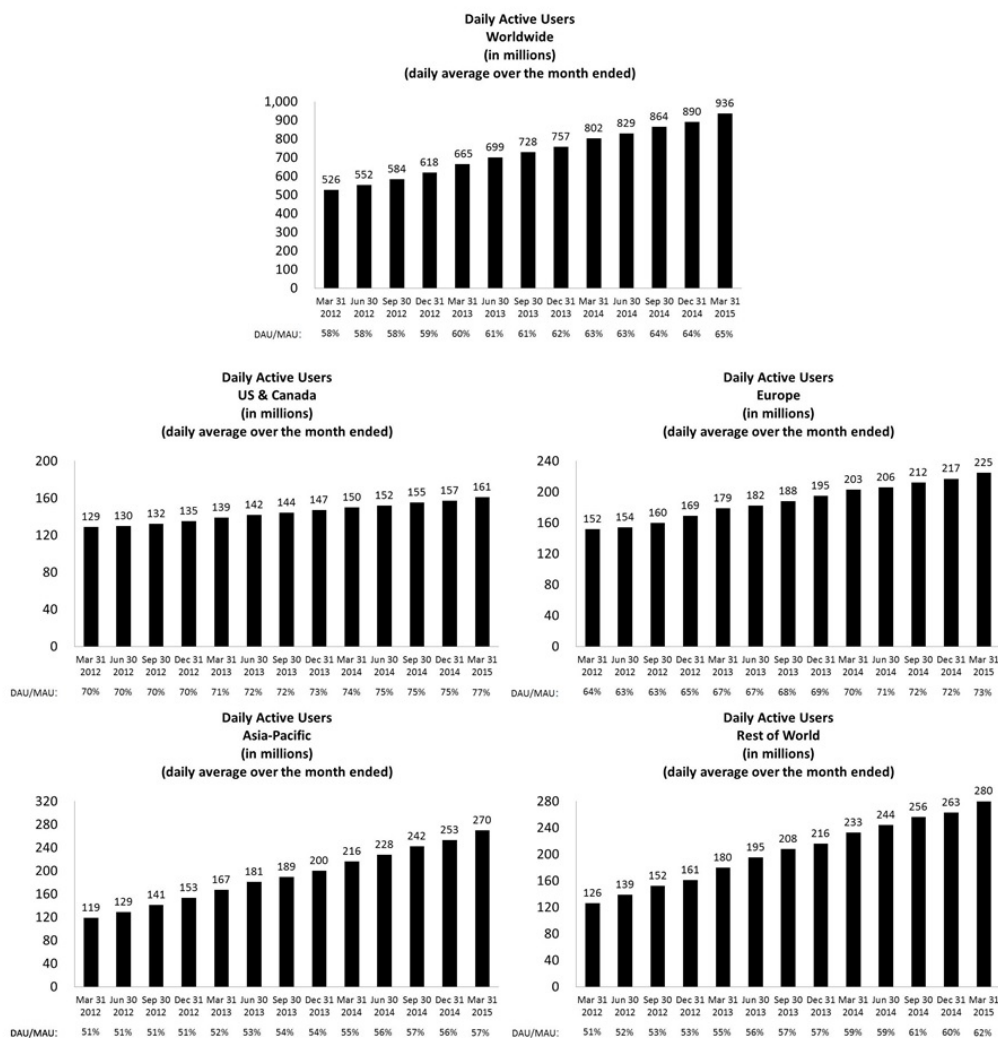 Daily Active Users
Worldwide
(in millions)
(daily average over the month ended)
1,000
900
800
700
600
500
400
300
200
100
0
526 552 584 618 665 699 728 757 802 829 864 890 936
Mar 31 Jun 30 Sep 30 Dec 31 Mar 31 Jun 30 Sep 30 Dec 31 Mar 31 Jun 30 Sep 30 Dec 31 Mar 31
2012 2012 2012 2012 2013 2013 2013 2013 2014 2014 2014 2014 2015
DAU/MAU: 58% 58% 58% 59% 60% 61% 61% 62% 63% 63% 64% 64% 65%
Daily Active Users
US & Canada
(in millions)
(daily average over the month ended)
200
160
120
80
40
0
129 130 132 135 139 142 144 147 150 152 155 157 161
Mar 31 Jun 30 Sep 30 Dec 31 Mar 31 Jun 30 Sep 30 Dec 31 Mar 31 Jun 30 Sep 30 Dec 31 Mar 31
2012 2012 2012 2012 2013 2013 2013 2013 2014 2014 2014 2014 2015
DAU/MAU: 70% 70% 70% 70% 71% 72% 72% 73% 74% 75% 75% 75% 77%
Daily Active Users
Europe
(in millions)
(daily average over the month ended)
240
200
160
120
80
40
0
152 154 160 169 179 182 188 195 203 206 212 217 225
Mar 31 Jun 30 Sep 30 Dec 31 Mar 31 Jun 30 Sep 30 Dec 31 Mar 31 Jun 30 Sep 30 Dec 31 Mar 31
2012 2012 2012 2012 2013 2013 2013 2013 2014 2014 2014 2014 2015
DAU/MAU: 64% 63% 63% 65% 67% 67% 68% 69% 70% 71% 72% 72% 73%
Daily Active Users
Asia-Pacific
(in millions)
(daily average over the month ended)
320
280
240
200
160
120
80
40
0
119 129 141 153 167 181 189 200 216 228 242 253 270
Mar 31 Jun 30 Sep 30 Dec 31 Mar 31 Jun 30 Sep 30 Dec 31 Mar 31 Jun 30 Sep 30 Dec 31 Mar 31
2012 2012 2012 2012 2013 2013 2013 2013 2014 2014 2014 2014 2015
DAU/MAU: 51% 51% 51% 51% 52% 53% 54% 54% 55% 56% 57% 56% 57%
Daily Active Users
Rest of World
(in millions)
(daily average over the month ended)
280
240
200
160
120
80
40
0
126 139 152 161 180 195 208 216 233 244 256 263 280
Mar 31 Jun 30 Sep 30 Dec 31 Mar 31 Jun 30 Sep 30 Dec 31 Mar 31 Jun 30 Sep 30 Dec 31 Mar 31
2012 2012 2012 2012 2013 2013 2013 2013 2014 2014 2014 2014 2015
DAU/MAU: 51% 52% 53% 53% 55% 56% 57% 57% 59% 59% 61% 60% 62%